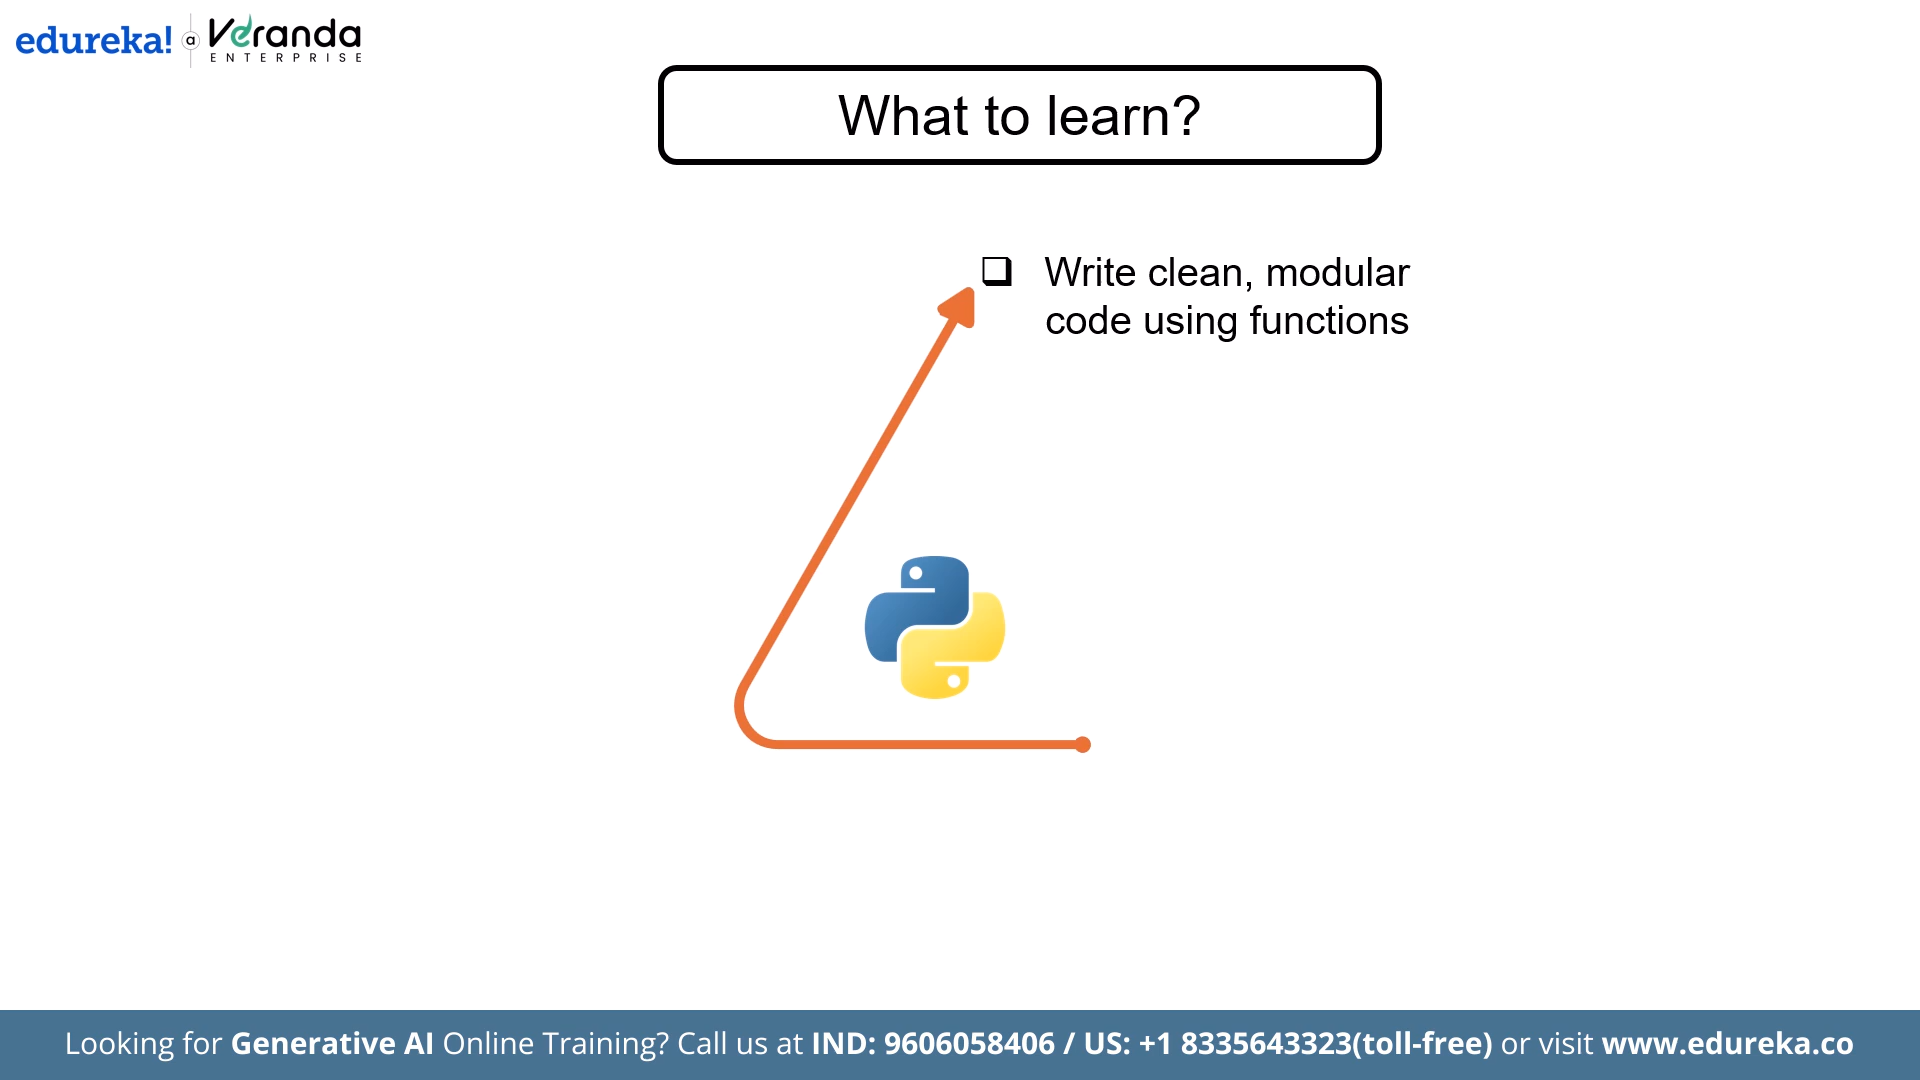 edureka! a Veranda
ENTERPRISE
What to learn?
Write clean, modular
code using functions
Looking for Generative AI Online Training? Call us at IND: 9606058406 / US: +1 8335643323(toll-free) or visit www.edureka.co